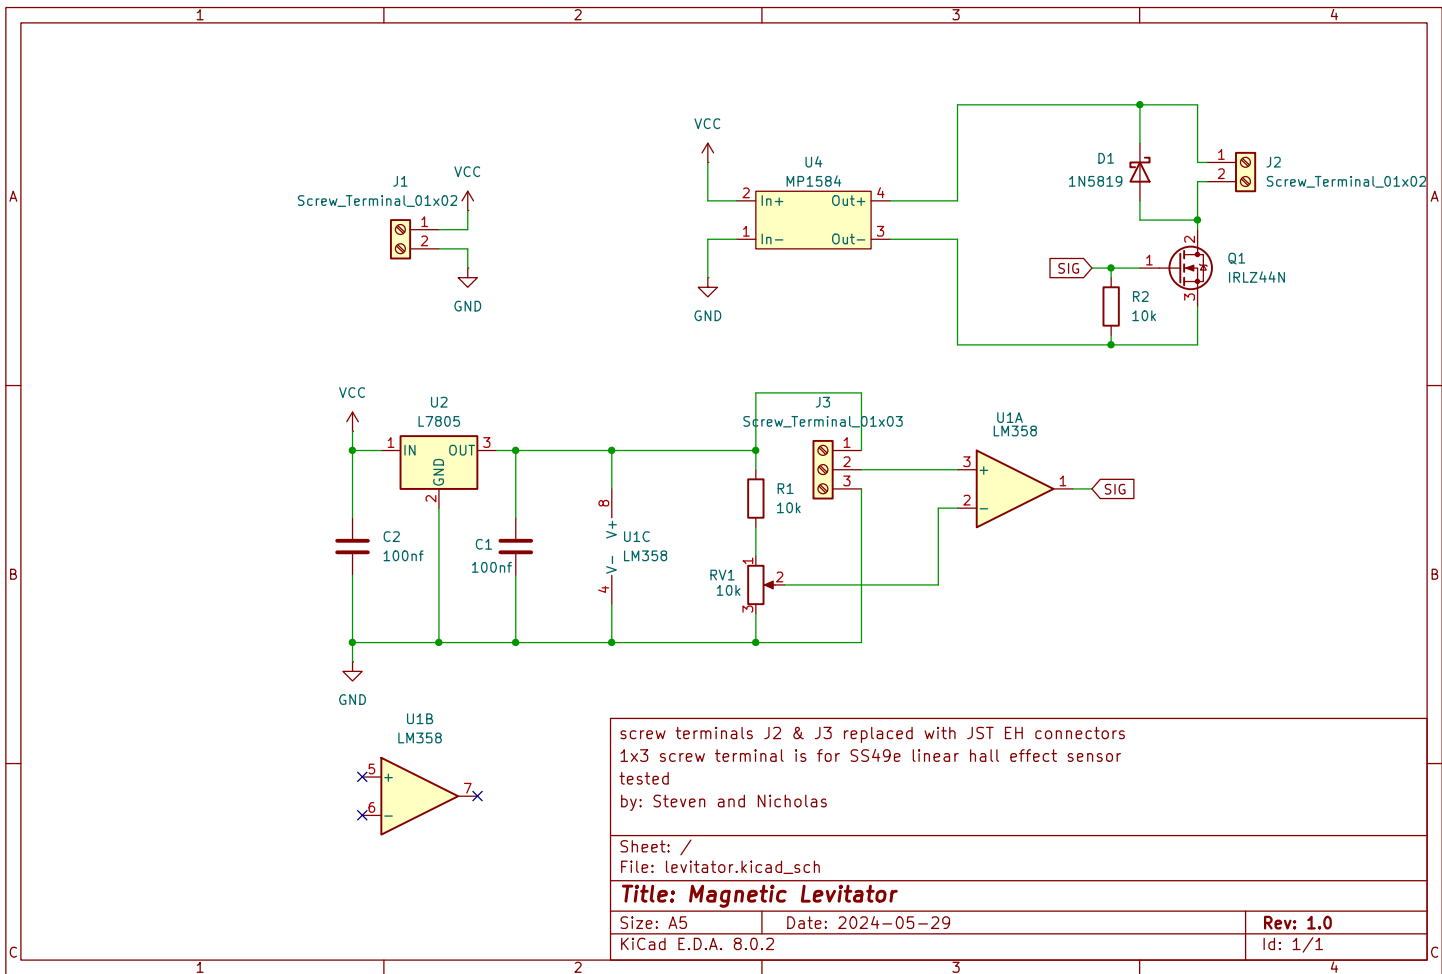 1 2 3 4
A
A
VCC
J1
Screw_Terminal_01x02
VCC
1
2
GND
U4
MP1584
2 In+ Out+ 4
1 In- Out- 3
GND
D1
1N5819
1
2
J2
Screw_Terminal_01x02
SIG
1
2
3
Q1
IRLZ44N
R2
10k
VCC
U2
L7805
1 IN OUT 3
GND
2
C2
100nf
C1
100nf
8
V+
U1C
LM358
V-
4
GND
J3
Screw_Terminal_01x03
1
2
3
R1
10k
RV1
10k
1
2
3
U1A
LM358
3 +
2 -
1
SIG
B
B
U1B
LM358
5 +
6 -
7
screw terminals J2 & J3 replaced with JST EH connectors
1x3 screw terminal is for SS49e linear hall effect sensor
tested
by: Steven and Nicholas
Sheet: /
File: levitator.kicad_sch
Title: Magnetic Levitator
Size: A5 Date: 2024-05-29 Rev: 1.0
KiCad E.D.A. 8.0.2 Id: 1/1
C
C
1 2 3 4